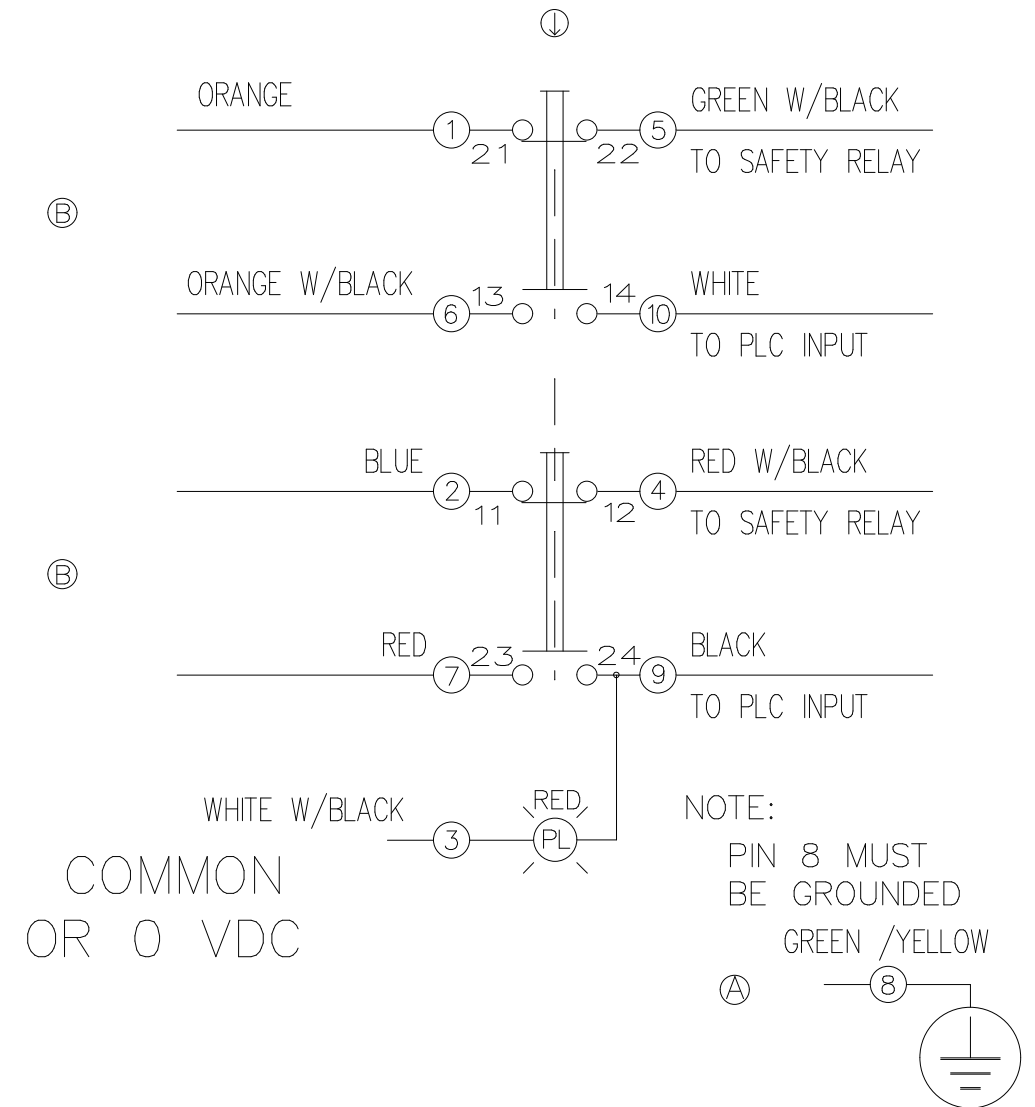 ORANGE
GREEN W/BLACK
1
21
22
5
TO SAFETY RELAY
B
ORANGE W/BLACK
WHITE
6
13
14
10
TO PLC INPUT
BLUE
RED W/BLACK
2
11
12
4
TO SAFETY RELAY
B
RED
BLACK
7
23
24
9
TO PLC INPUT
WHITE W/BLACK
3
RED
PL
COMMON
OR 0 VDC
NOTE:
PIN 8 MUST
BE GROUNDED
GREEN /YELLOW
A
8